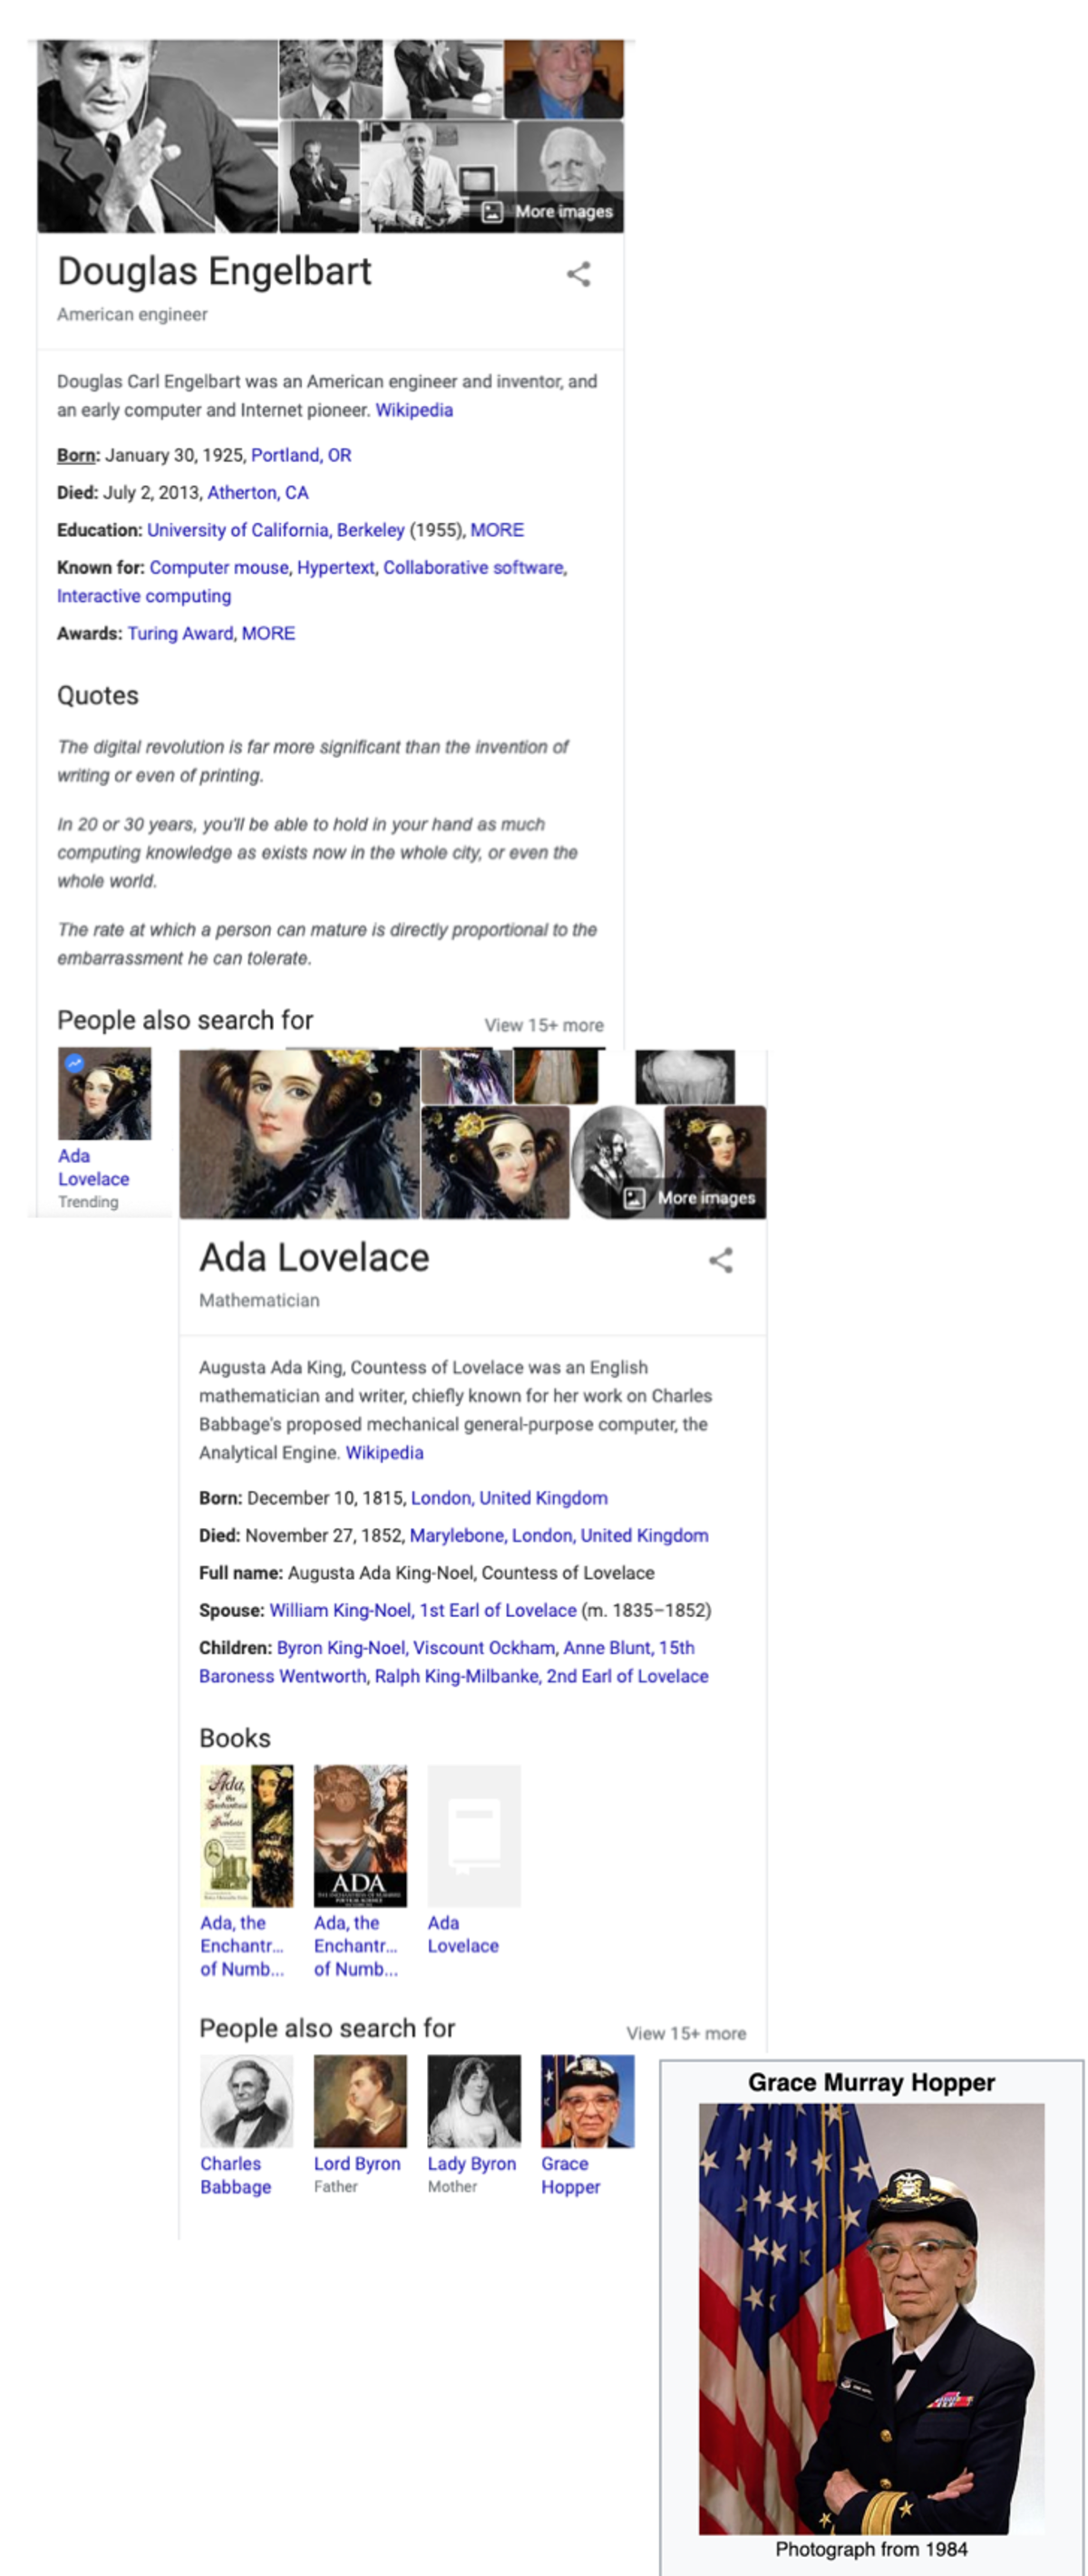 More images
Douglas Engelbart
American engineer
Douglas Carl Engelbart was an American engineer and inventor, and
an early computer and Internet pioneer. Wikipedia
Born: January 30, 1925, Portland, OR
Died: July 2, 2013, Atherton, CA
Education: University of California, Berkeley (1955), MORE
Known for: Computer mouse, Hypertext, Collaborative software,
Interactive computing
Awards: Turing Award, MORE
Quotes
The digital revolution is far more significant than the invention of
writing or even of printing.
In 20 or 30 years, you'll be able to hold in your hand as much
computing knowledge as exists now in the whole city, or even the
whole world.
The rate at which a person can mature is directly proportional to the
embarrassment he can tolerate.
People also search for
View 15+ more
Ada
Lovelace
Trending
More images
Ada Lovelace
Mathematician
Augusta Ada King, Countess of Lovelace was an English
mathematician and writer, chiefly known for her work on Charles
Babbage's proposed mechanical general-purpose computer, the
Analytical Engine. Wikipedia
Born: December 10, 1815, London, United Kingdom
Died: November 27, 1852, Marylebone, London, United Kingdom
Full name: Augusta Ada King-Noel, Countess of Lovelace
Spouse: William King-Noel, 1st Earl of Lovelace (m. 1835–1852)
Children: Byron King-Noel, Viscount Ockham, Anne Blunt, 15th
Baroness Wentworth, Ralph King-Milbanke, 2nd Earl of Lovelace
Books
Ada,
the
Enchantress
of
Numbers
ADA
Ada, the
Enchantr...
of Numb...
Ada, the
Enchantr...
of Numb...
Ada
Lovelace
People also search for
View 15+ more
Charles
Babbage
Lord Byron
Father
Lady Byron
Mother
Grace
Hopper
Grace Murray Hopper
Photograph from 1984